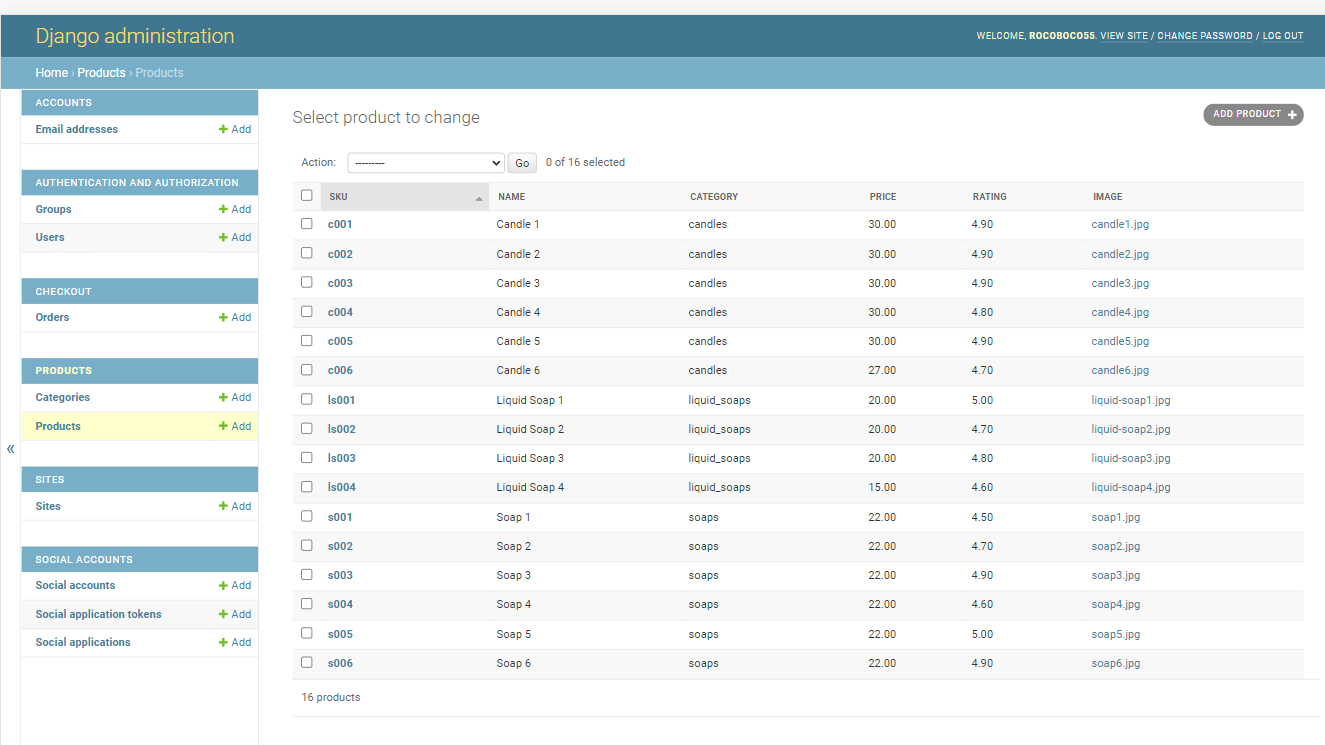 Django administration
WELCOME, ROCOBOCO55. VIEW SITE / CHANGE PASSWORD / LOG OUT
Home › Products › Products
«
ACCOUNTS
Email addresses + Add
AUTHENTICATION AND AUTHORIZATION
Groups + Add
Users + Add
CHECKOUT
Orders + Add
PRODUCTS
Categories + Add
Products + Add
SITES
Sites + Add
SOCIAL ACCOUNTS
Social accounts + Add
Social application tokens + Add
Social applications + Add
Select product to change
ADD PRODUCT +
Action: --------- Go 0 of 16 selected
SKU NAME CATEGORY PRICE RATING IMAGE
c001 Candle 1 candles 30.00 4.90 candle1.jpg
c002 Candle 2 candles 30.00 4.90 candle2.jpg
c003 Candle 3 candles 30.00 4.90 candle3.jpg
c004 Candle 4 candles 30.00 4.80 candle4.jpg
c005 Candle 5 candles 30.00 4.90 candle5.jpg
c006 Candle 6 candles 27.00 4.70 candle6.jpg
ls001 Liquid Soap 1 liquid_soaps 20.00 5.00 liquid-soap1.jpg
ls002 Liquid Soap 2 liquid_soaps 20.00 4.70 liquid-soap2.jpg
ls003 Liquid Soap 3 liquid_soaps 20.00 4.80 liquid-soap3.jpg
ls004 Liquid Soap 4 liquid_soaps 15.00 4.60 liquid-soap4.jpg
s001 Soap 1 soaps 22.00 4.50 soap1.jpg
s002 Soap 2 soaps 22.00 4.70 soap2.jpg
s003 Soap 3 soaps 22.00 4.90 soap3.jpg
s004 Soap 4 soaps 22.00 4.60 soap4.jpg
s005 Soap 5 soaps 22.00 5.00 soap5.jpg
s006 Soap 6 soaps 22.00 4.90 soap6.jpg
16 products